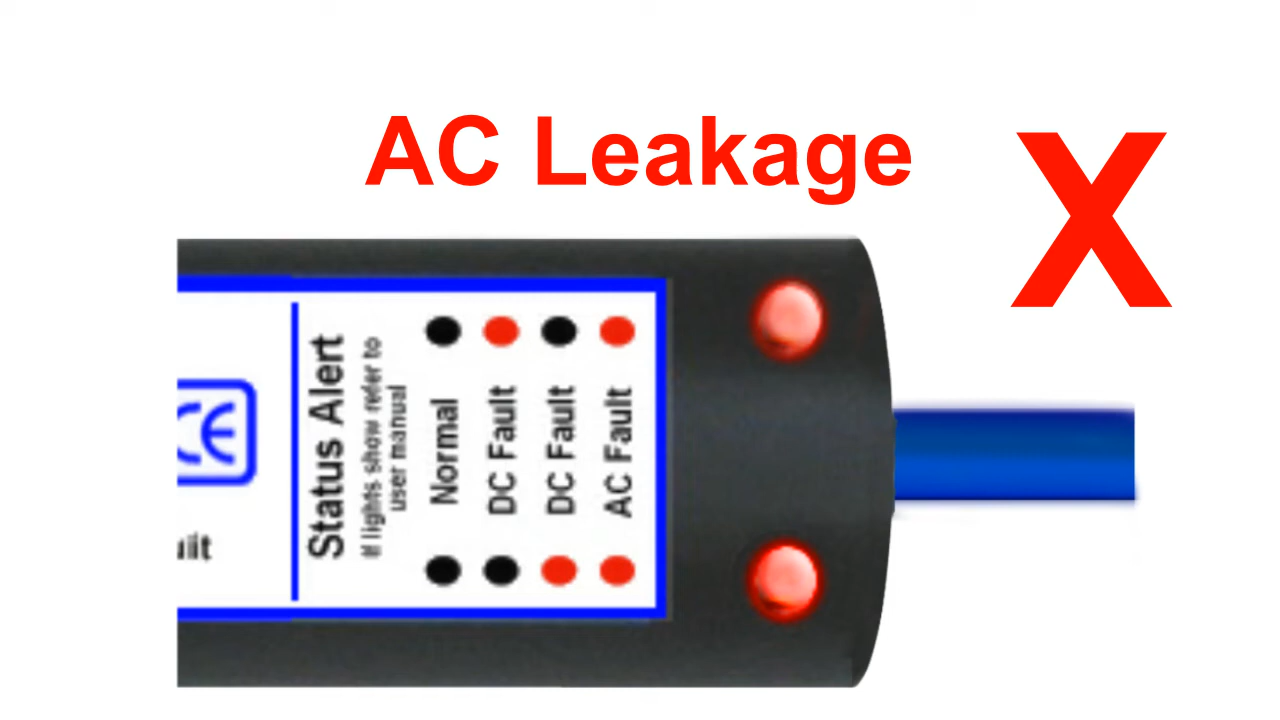 AC Leakage
X
Status Alert
If lights show refer to
user manual
Normal
DC Fault
DC Fault
AC Fault
CE